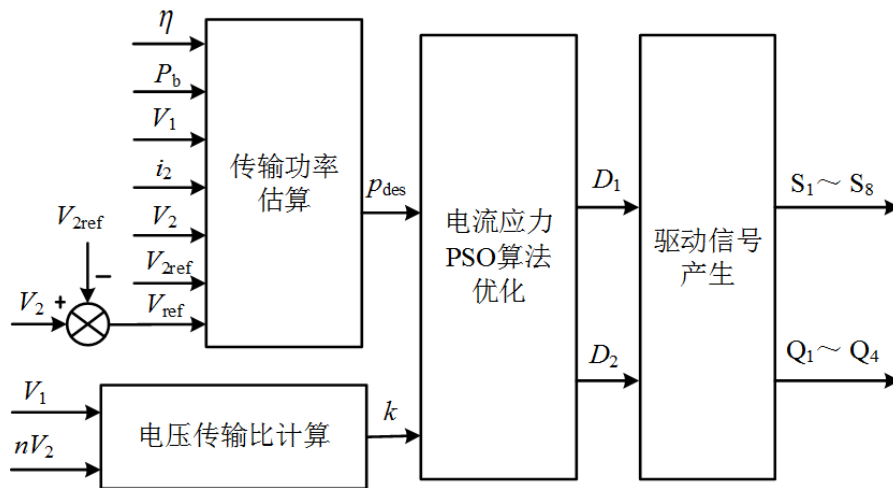 η
P_b
V_1
i_2
V_2
V_2ref
V_ref
V_2ref
−
V_2
+
传输功率
估算
p_des
V_1
nV_2
电压传输比计算
k
电流应力
PSO算法
优化
D_1
D_2
驱动信号
产生
S_1～S_8
Q_1～Q_4